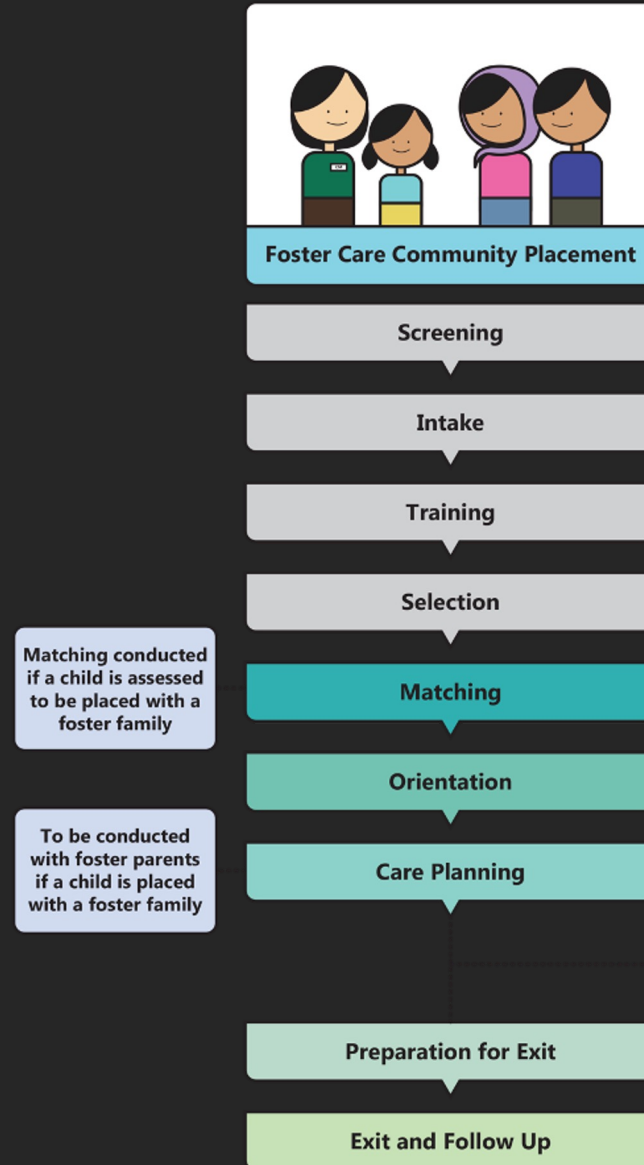 Foster Care Community Placement
Screening
Intake
Training
Selection
Matching conducted
if a child is assessed
to be placed with a
foster family
Matching
Orientation
To be conducted
with foster parents
if a child is placed
with a foster family
Care Planning
Preparation for Exit
Exit and Follow Up